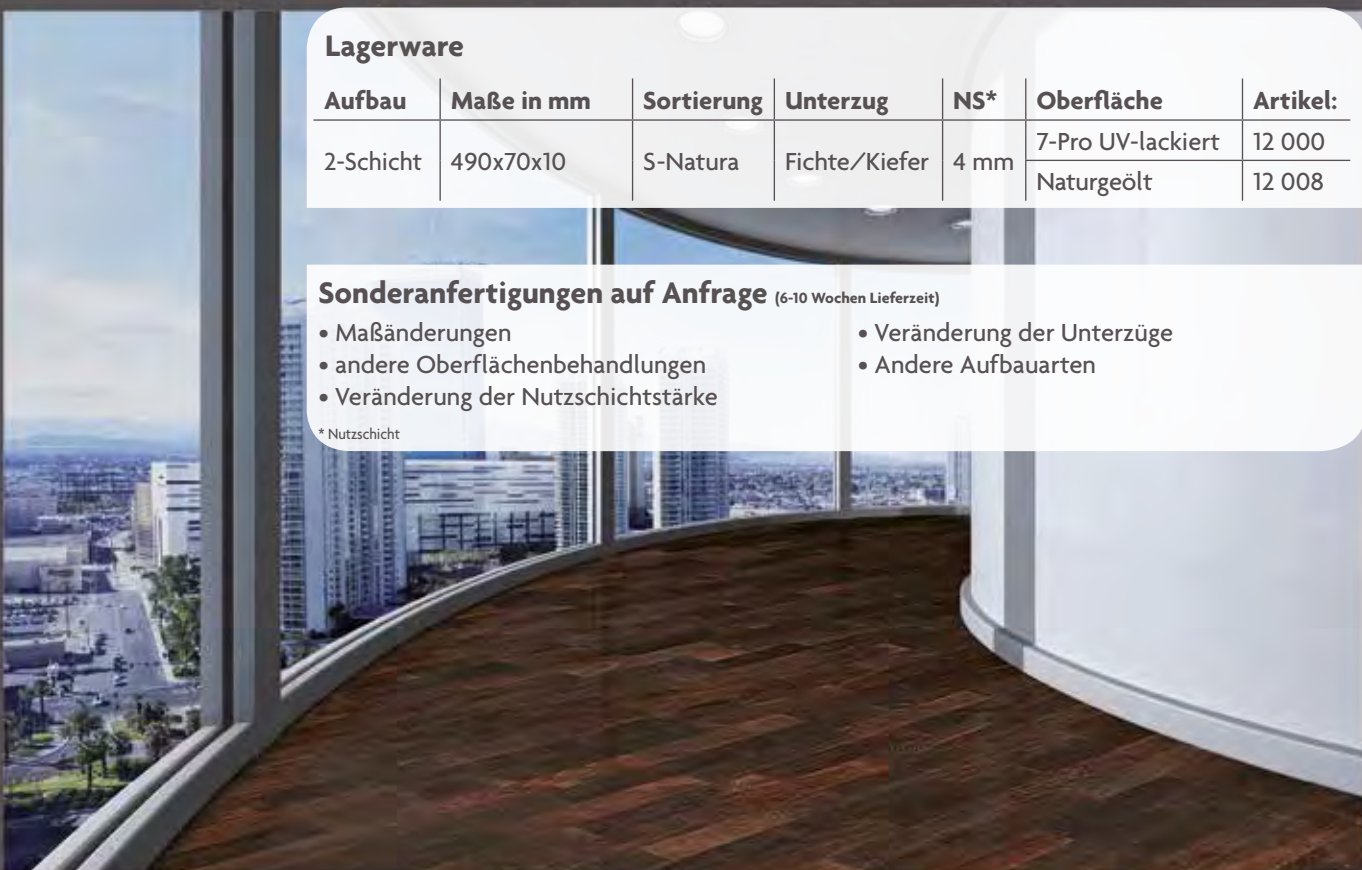 Lagerware
Aufbau Maße in mm Sortierung Unterzug NS* Oberfläche Artikel:
2-Schicht 490x70x10 S-Natura Fichte/Kiefer 4 mm 7-Pro UV-lackiert 12 000
Naturgeölt 12 008
Sonderanfertigungen auf Anfrage (6-10 Wochen Lieferzeit)
• Maßänderungen
• andere Oberflächenbehandlungen
• Veränderung der Nutzschichtstärke
• Veränderung der Unterzüge
• Andere Aufbauarten
* Nutzschicht